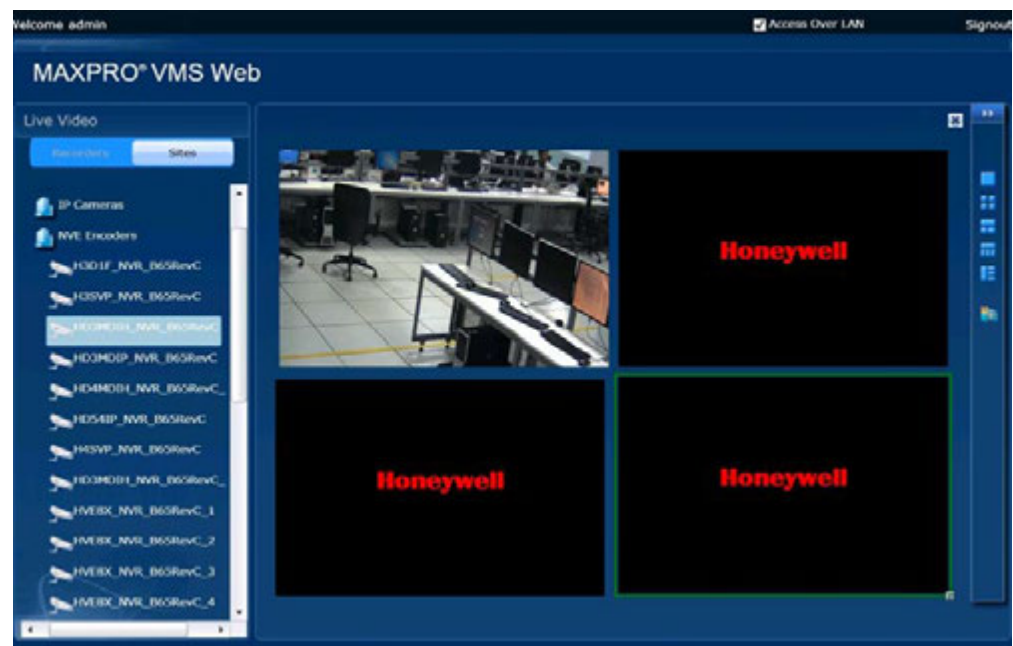 Welcome admin
Access Over LAN
Signout
MAXPRO® VMS Web
Live Video
Recorders
Sites
IP Cameras
NVE Encoders
H3D1F_NVR_B65RevC
H3SVP_NVR_B65RevC
HD3MDIP_NVR_B65RevC
HD4MDIH_NVR_B65RevC_
HD54IP_NVR_B65RevC
H4SVP_NVR_B65RevC
HD3MDIH_NVR_B65RevC_
HVE8X_NVR_B65RevC_1
HVE8X_NVR_B65RevC_2
HVE8X_NVR_B65RevC_3
HVE8X_NVR_B65RevC_4
Honeywell
Honeywell
Honeywell